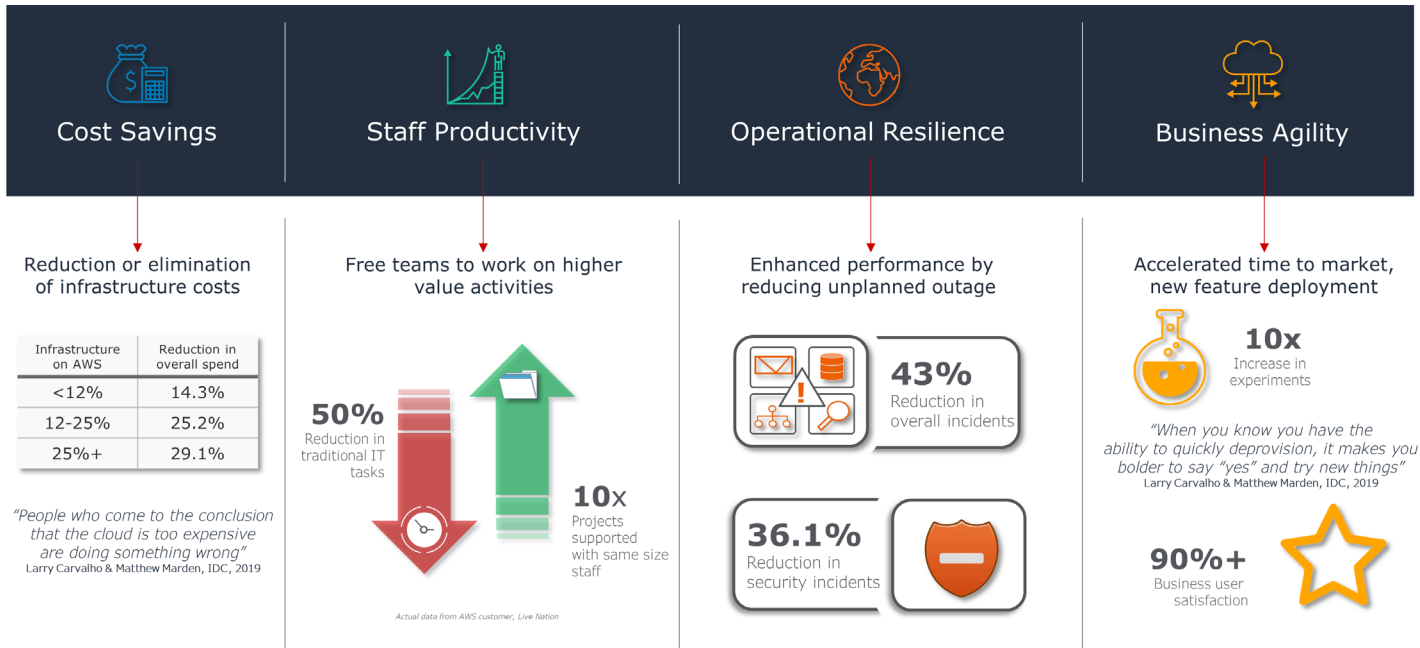 Cost Savings
Staff Productivity
Operational Resilience
Business Agility
Reduction or elimination
of infrastructure costs
Infrastructure
on AWS
Reduction in
overall spend
<12%
14.3%
12-25%
25.2%
25%+
29.1%
“People who come to the conclusion
that the cloud is too expensive
are doing something wrong”
Larry Carvalho & Matthew Marden, IDC, 2019
Free teams to work on higher
value activities
50%
Reduction in
traditional IT
tasks
10x
Projects
supported
with same size
staff
Actual data from AWS customer, Live Nation
Enhanced performance by
reducing unplanned outage
!
43%
Reduction in
overall incidents
36.1%
Reduction in
security incidents
Accelerated time to market,
new feature deployment
10x
Increase in
experiments
“When you know you have the
ability to quickly deprovision, it makes you
bolder to say “yes” and try new things”
Larry Carvalho & Matthew Marden, IDC, 2019
90%+
Business user
satisfaction